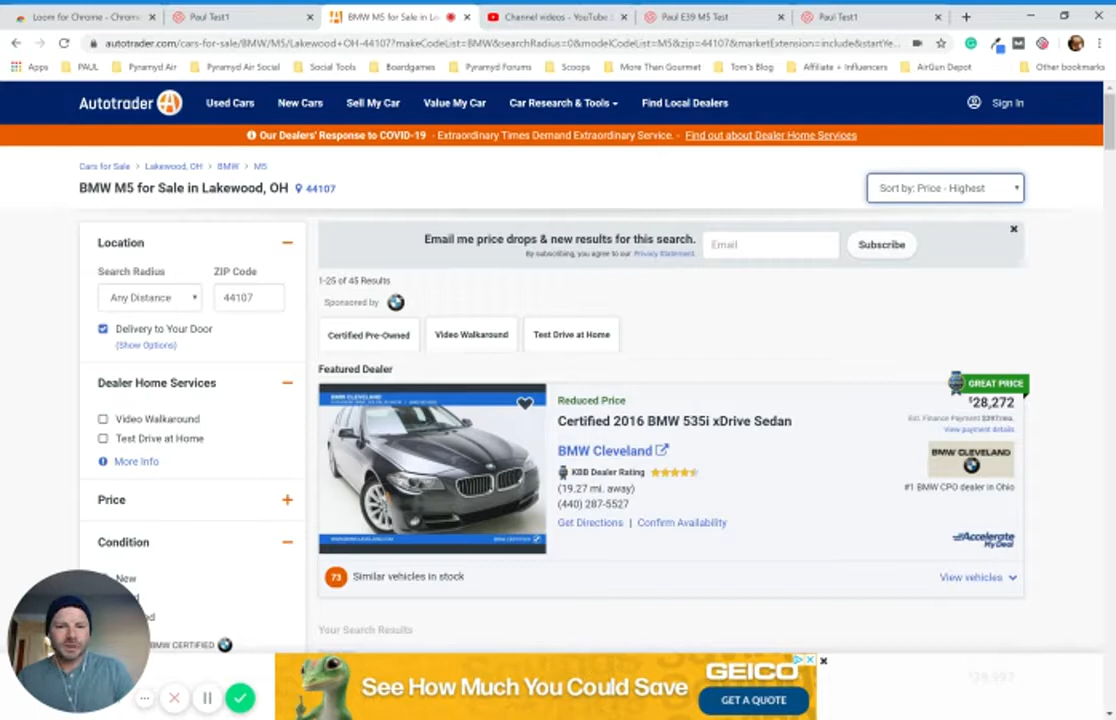 Loom for Chrome - Chrom
Paul Test1
BMW M5 for Sale in La
Channel videos - YouTube
Paul E39 M5 Test
Paul Test1
autotrader.com/cars-for-sale/BMW/M5/Lakewood+OH-44107?makeCodeList=BMW&searchRadius=0&modelCodeList=M5&zip=44107&marketExtension=include&startYe...
Apps
PAUL
Pyramyd Air
Pyramyd Air Social
Social Tools
Boardgames
Pyramyd Forums
Scoops
More Than Gourmet
Tom's Blog
Affiliate + Influencers
AirGun Depot
Other bookmarks
Autotrader
Used Cars
New Cars
Sell My Car
Value My Car
Car Research & Tools
Find Local Dealers
Sign In
Our Dealers' Response to COVID-19 - Extraordinary Times Demand Extraordinary Service. - Find out about Dealer Home Services
Cars for Sale > Lakewood, OH > BMW > M5
BMW M5 for Sale in Lakewood, OH 44107
Sort by: Price - Highest
Location
Search Radius
ZIP Code
Any Distance
44107
Delivery to Your Door
(Show Options)
Dealer Home Services
Video Walkaround
Test Drive at Home
More Info
Price
Condition
New
BMW CERTIFIED
Email me price drops & new results for this search.
By subscribing, you agree to our Privacy Statement.
Email
Subscribe
1-25 of 45 Results
Sponsored by
Certified Pre-Owned
Video Walkaround
Test Drive at Home
Featured Dealer
BMW CLEVELAND
Reduced Price
Certified 2016 BMW 535i xDrive Sedan
BMW Cleveland
KBB Dealer Rating
(19.27 mi. away)
(440) 287-5527
Get Directions | Confirm Availability
GREAT PRICE
$28,272
View payment details
BMW CLEVELAND
#1 BMW CPO dealer in Ohio
Accelerate
My Deal
73 Similar vehicles in stock
View vehicles
Your Search Results
See How Much You Could Save
GEICO
GET A QUOTE